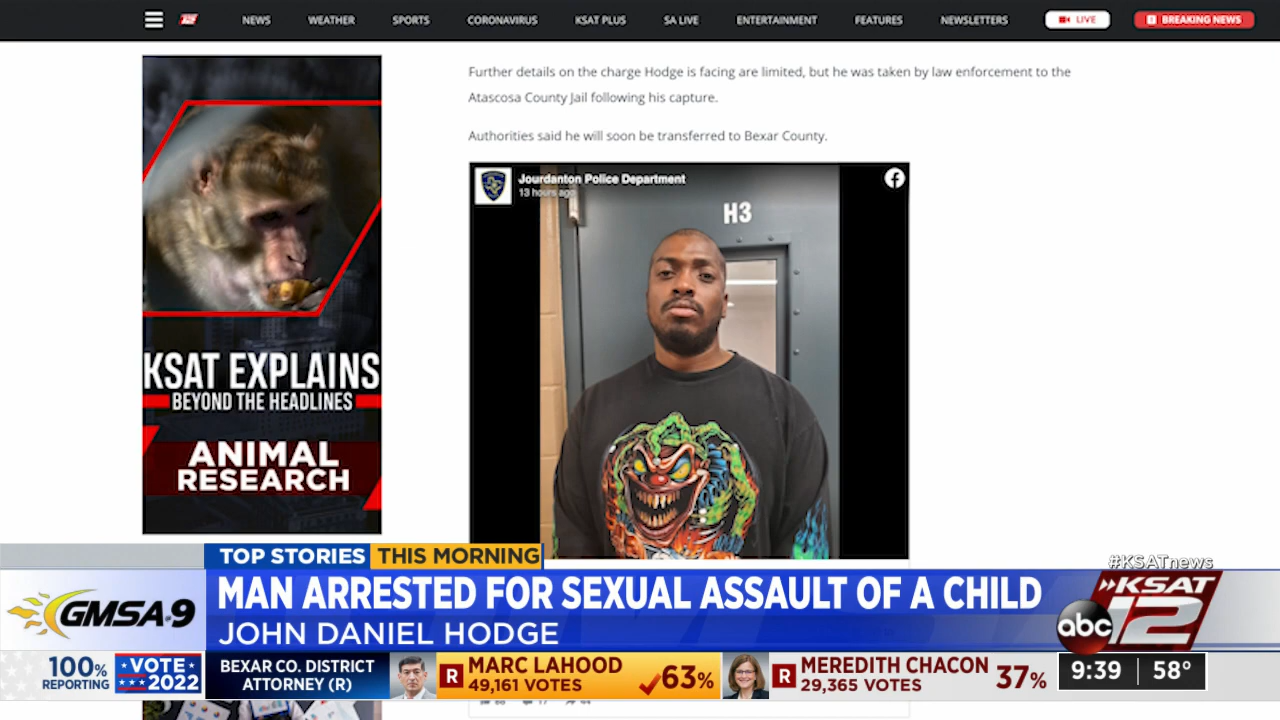 NEWS WEATHER SPORTS CORONAVIRUS KSAT PLUS SA LIVE ENTERTAINMENT FEATURES NEWSLETTERS LIVE BREAKING NEWS
Further details on the charge Hodge is facing are limited, but he was taken by law enforcement to the
Atascosa County Jail following his capture.
Authorities said he will soon be transferred to Bexar County.
Jourdanton Police Department
13 hours ago
H3
KSAT EXPLAINS
BEYOND THE HEADLINES
ANIMAL
RESEARCH
TOP STORIES THIS MORNING
#KSATnews
MAN ARRESTED FOR SEXUAL ASSAULT OF A CHILD
JOHN DANIEL HODGE
GMSA@9
KSAT
abc 12
100%
REPORTING
VOTE
2022
BEXAR CO. DISTRICT
ATTORNEY (R)
R MARC LAHOOD
49,161 VOTES
63%
R MEREDITH CHACON
29,365 VOTES
37%
9:39 58°